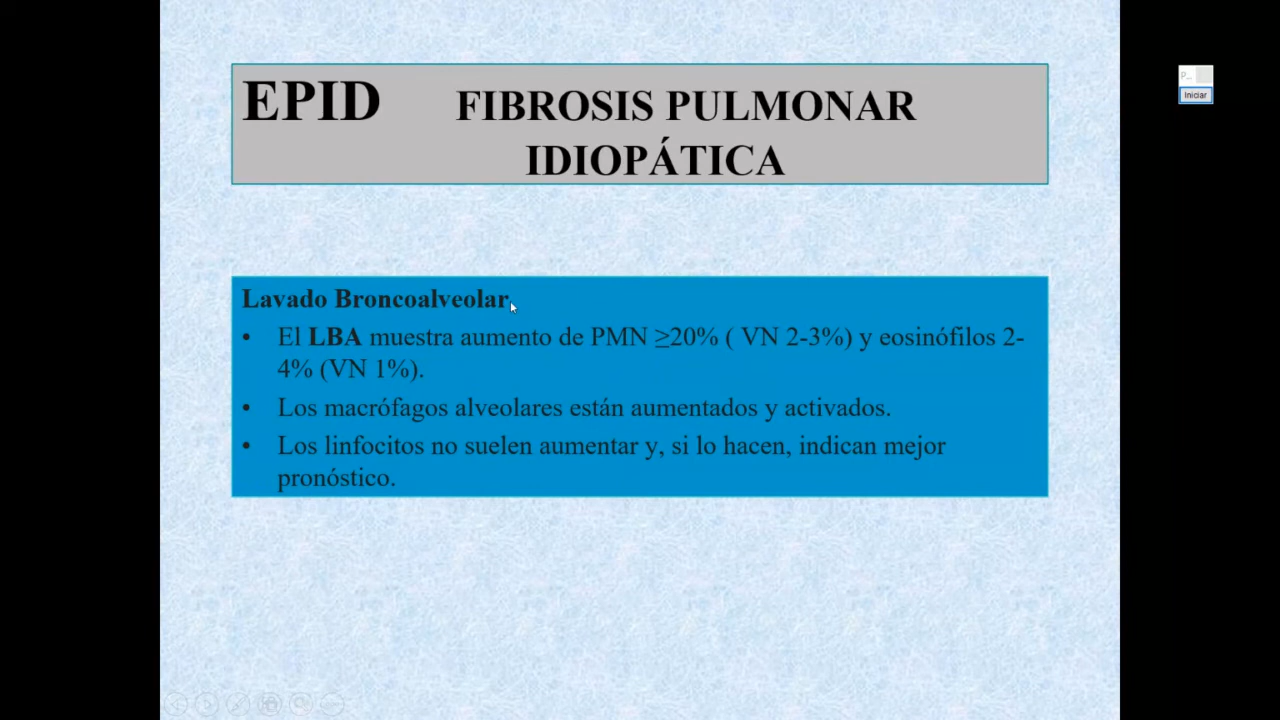 EPID FIBROSIS PULMONAR
IDIOPÁTICA
Lavado Broncoalveolar
• El LBA muestra aumento de PMN ≥20% ( VN 2-3%) y eosinófilos 2-
4% (VN 1%).
• Los macrófagos alveolares están aumentados y activados.
• Los linfocitos no suelen aumentar y, si lo hacen, indican mejor
pronóstico.
P...
Iniciar